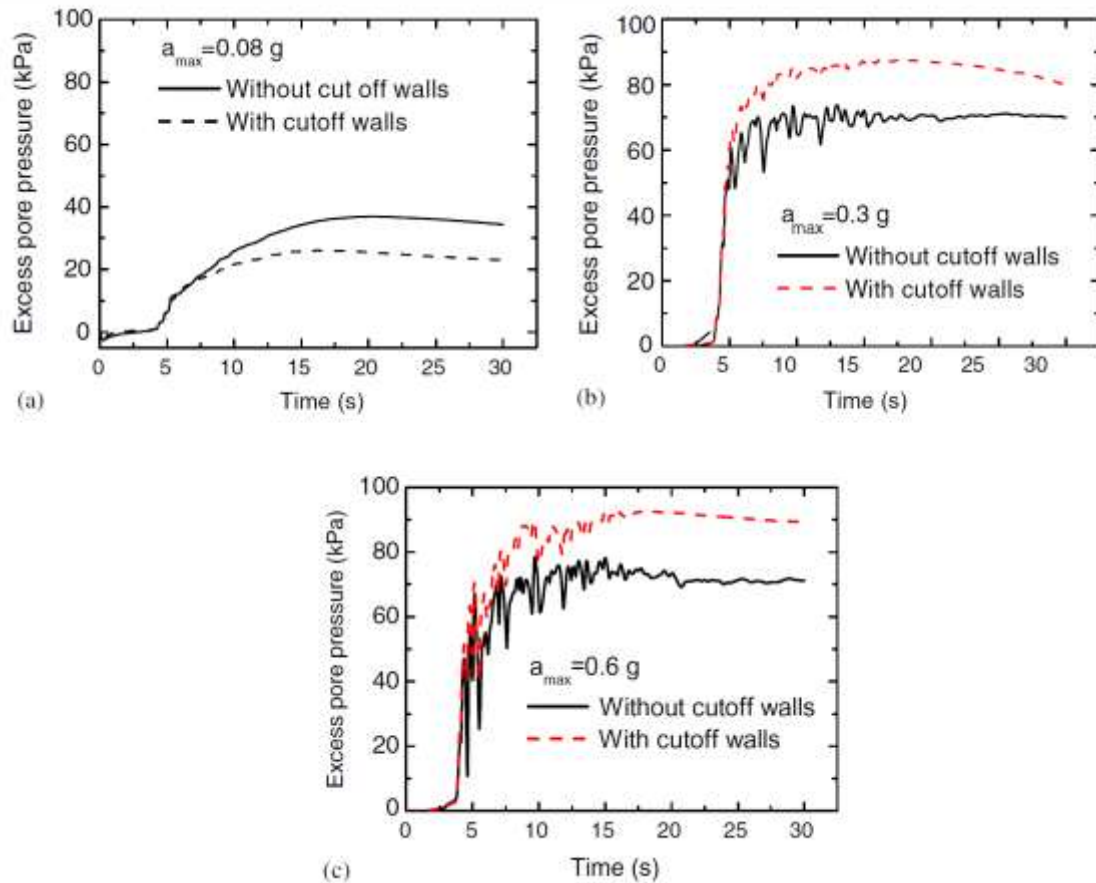 100
80
60
40
20
0
Excess pore pressure (kPa)
a_max=0.08 g
Without cut off walls
With cutoff walls
0 5 10 15 20 25 30
Time (s)
(a)
100
80
60
40
20
0
Excess pore pressure (kPa)
a_max=0.3 g
Without cutoff walls
With cutoff walls
0 5 10 15 20 25 30
Time (s)
(b)
100
80
60
40
20
0
Excess pore pressure (kPa)
a_max=0.6 g
Without cutoff walls
With cutoff walls
0 5 10 15 20 25 30
Time (s)
(c)